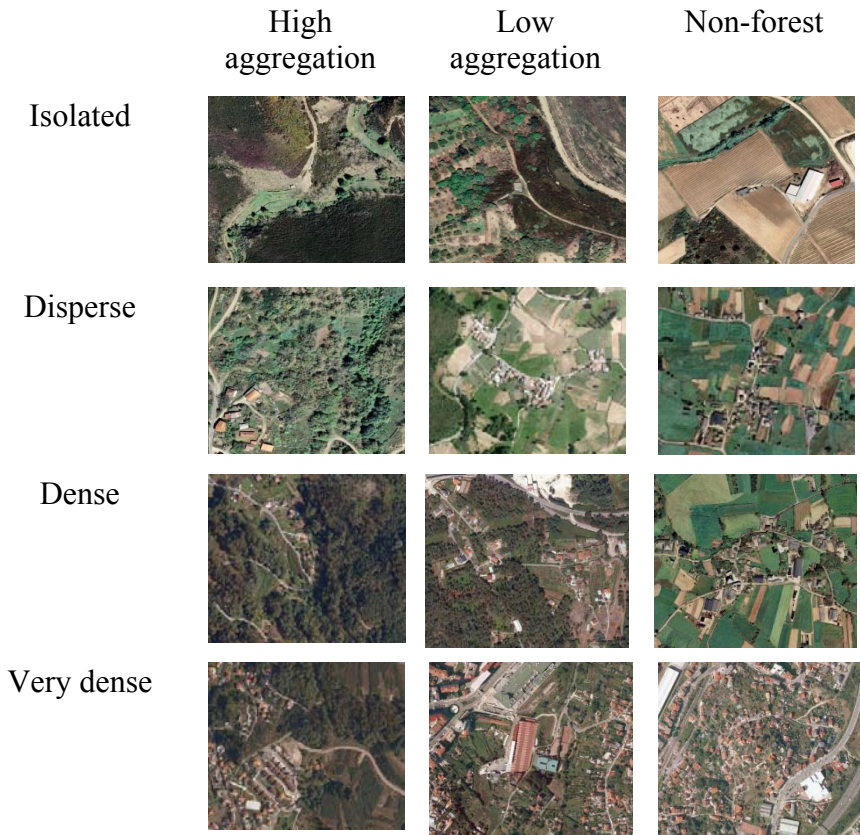 High
aggregation
Low
aggregation
Non-forest
Isolated
Disperse
Dense
Very dense